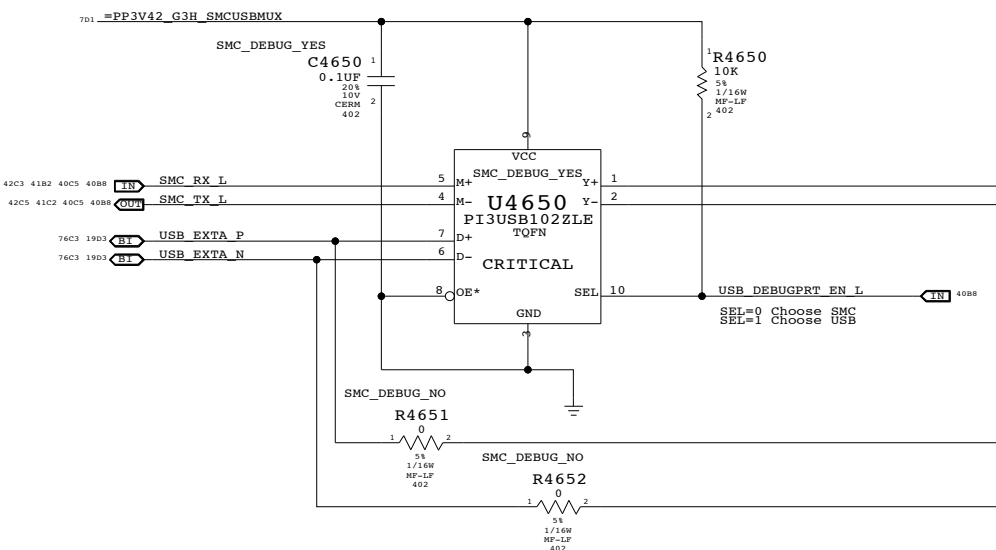 7D1 =PP3V42_G3H_SMCUSBMUX
SMC_DEBUG_YES
C4650 1
0.1UF
20%
10V
CERM 2
402
1 R4650
10K
5%
1/16W
MF-LF
2 402
9
VCC
SMC_DEBUG_YES
U4650
PI3USB102ZLE
TQFN
CRITICAL
42C3 41B2 40C5 40B8 IN SMC_RX_L 5 M+ Y+ 1
42C5 41C2 40C5 40B8 OUT SMC_TX_L 4 M- Y- 2
76C3 19D3 BI USB_EXTA_P 7 D+
76C3 19D3 BI USB_EXTA_N 6 D-
8 OE* SEL 10 USB_DEBUGPRT_EN_L IN 40B8
SEL=0 Choose SMC
SEL=1 Choose USB
GND
3
SMC_DEBUG_NO
R4651
1 0 2
5%
1/16W
MF-LF
402
SMC_DEBUG_NO
R4652
1 0 2
5%
1/16W
MF-LF
402